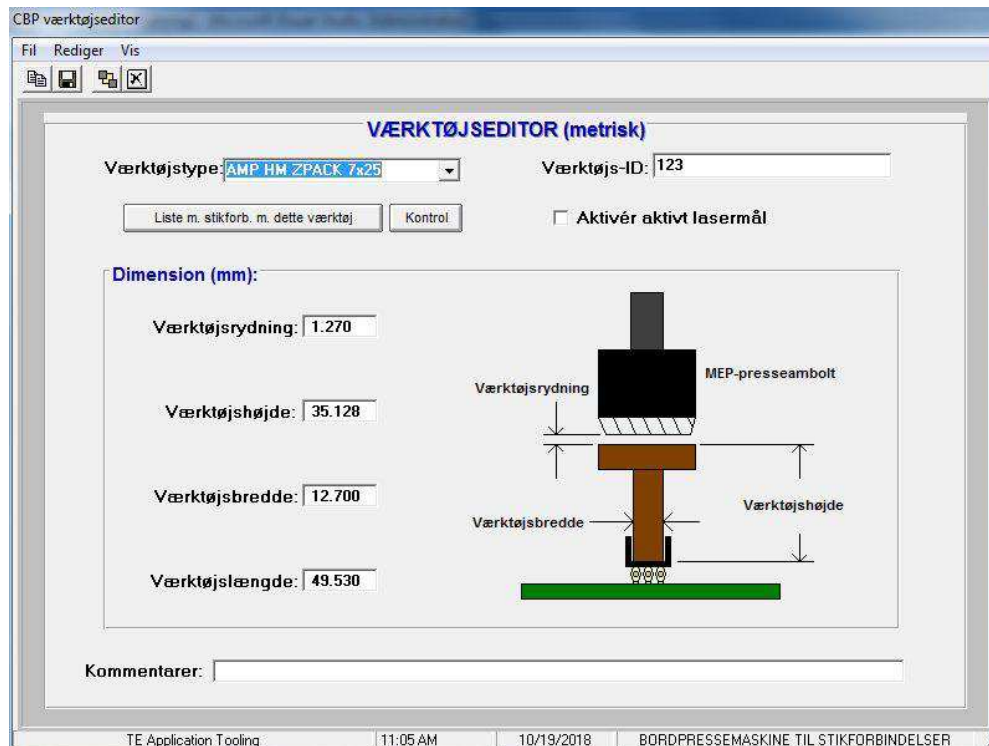 CBP værktøjseditor
Fil Rediger Vis
VÆRKTØJSEDITOR (metrisk)
Værktøjstype: AMP HM ZPACK 7x25
Værktøjs-ID: 123
Liste m. stikforb. m. dette værktøj
Kontrol
Aktivér aktivt lasermål
Dimension (mm):
Værktøjsrydning: 1.270
Værktøjshøjde: 35.128
Værktøjsbredde: 12.700
Værktøjslængde: 49.530
MEP-presseambolt
Værktøjsrydning
Værktøjshøjde
Værktøjsbredde
Kommentarer:
TE Application Tooling 11:05 AM 10/19/2018 BORDPRESSEMASKINE TIL STIKFORBINDELSER